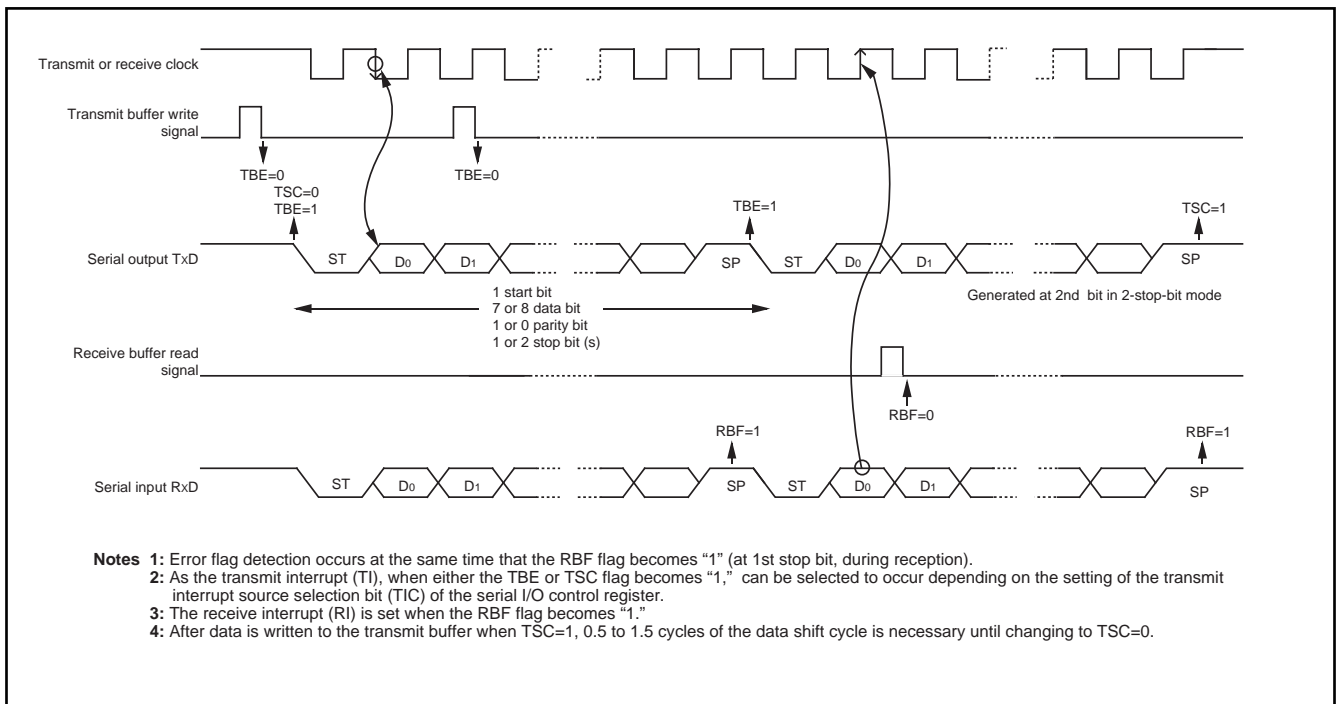 Transmit or receive clock
Transmit buffer write
signal
TBE=0
TSC=0
TBE=1
TBE=0
TBE=1
TSC=1
Serial output TxD
ST
D0
D1
SP
ST
D0
D1
SP
1 start bit
7 or 8 data bit
1 or 0 parity bit
1 or 2 stop bit (s)
Generated at 2nd bit in 2-stop-bit mode
Receive buffer read
signal
RBF=0
RBF=1
RBF=1
Serial input RxD
ST
D0
D1
SP
ST
D0
D1
SP
Notes 1: Error flag detection occurs at the same time that the RBF flag becomes “1” (at 1st stop bit, during reception).
2: As the transmit interrupt (TI), when either the TBE or TSC flag becomes “1,” can be selected to occur depending on the setting of the transmit
interrupt source selection bit (TIC) of the serial I/O control register.
3: The receive interrupt (RI) is set when the RBF flag becomes “1.”
4: After data is written to the transmit buffer when TSC=1, 0.5 to 1.5 cycles of the data shift cycle is necessary until changing to TSC=0.